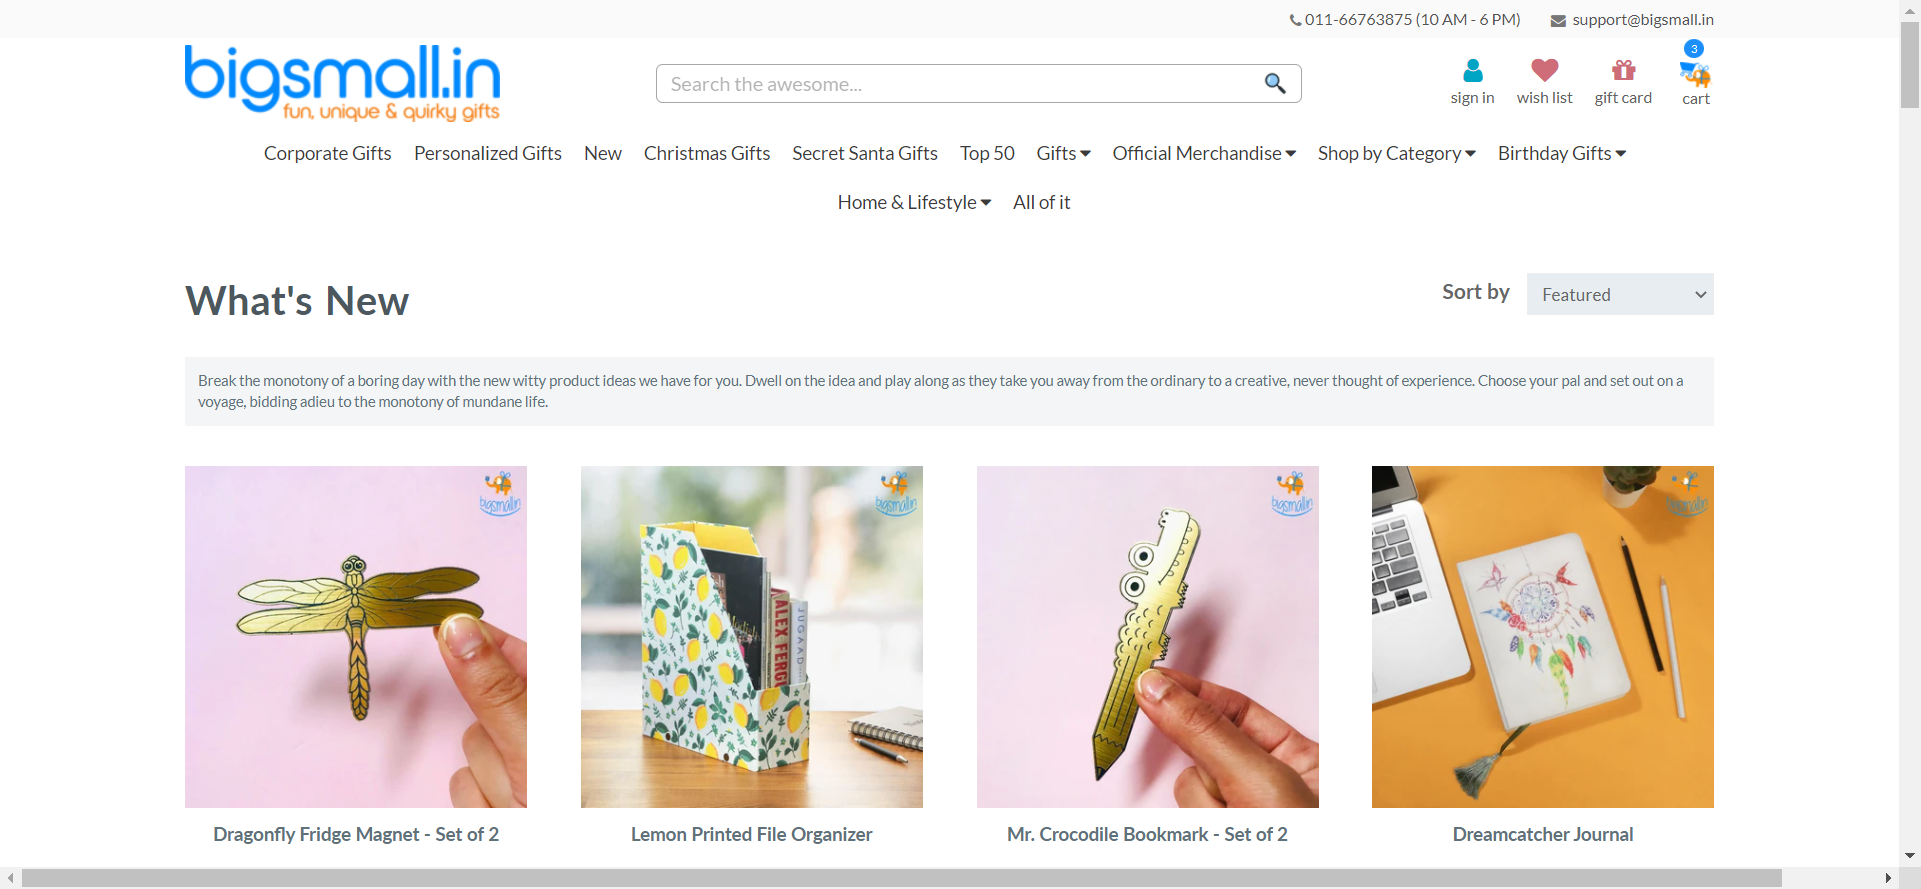 011-66763875 (10 AM - 6 PM) support@bigsmall.in
bigsmall.in
fun, unique & quirky gifts
Search the awesome...
3
sign in wish list gift card cart
Corporate Gifts Personalized Gifts New Christmas Gifts Secret Santa Gifts Top 50 Gifts Official Merchandise Shop by Category Birthday Gifts
Home & Lifestyle All of it
What's New
Sort by Featured
Break the monotony of a boring day with the new witty product ideas we have for you. Dwell on the idea and play along as they take you away from the ordinary to a creative, never thought of experience. Choose your pal and set out on a
voyage, bidding adieu to the monotony of mundane life.
bigsmall.in
bigsmall.in
bigsmall.in
bigsmall.in
ALEX FERGU
JUGAAD
Dragonfly Fridge Magnet - Set of 2
Lemon Printed File Organizer
Mr. Crocodile Bookmark - Set of 2
Dreamcatcher Journal